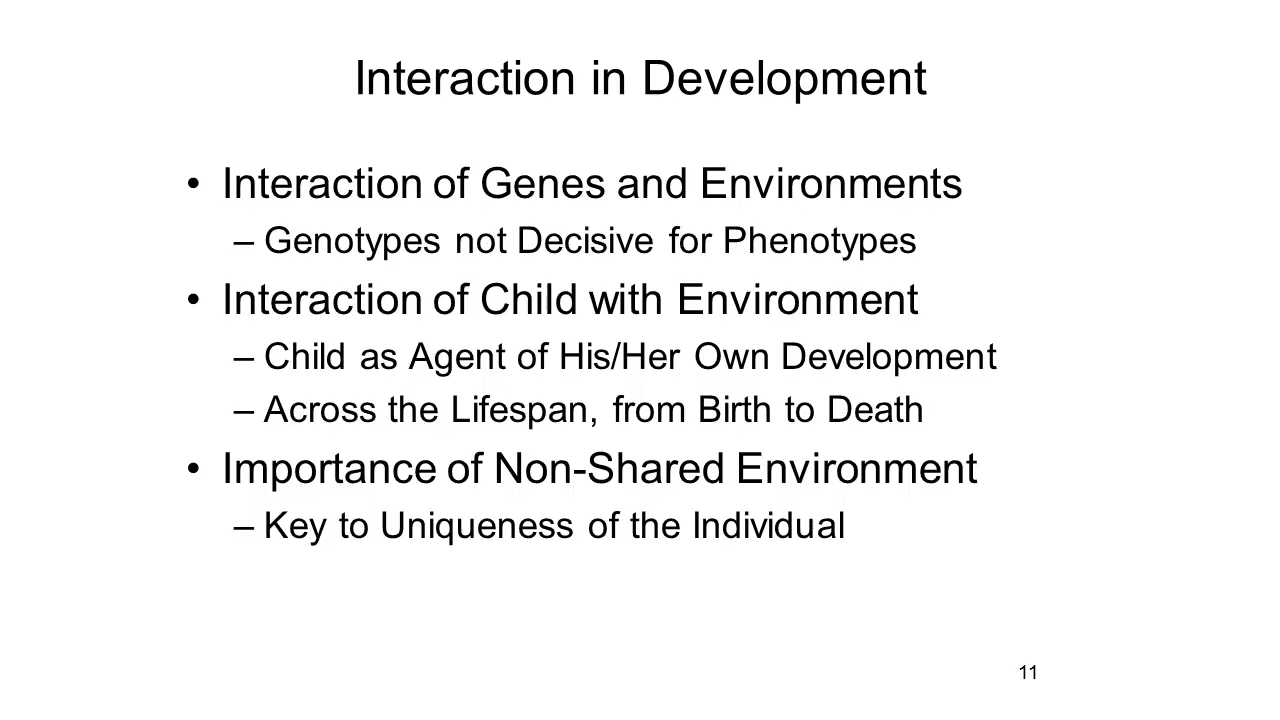 Interaction in Development
• Interaction of Genes and Environments
– Genotypes not Decisive for Phenotypes
• Interaction of Child with Environment
– Child as Agent of His/Her Own Development
– Across the Lifespan, from Birth to Death
• Importance of Non-Shared Environment
– Key to Uniqueness of the Individual
11